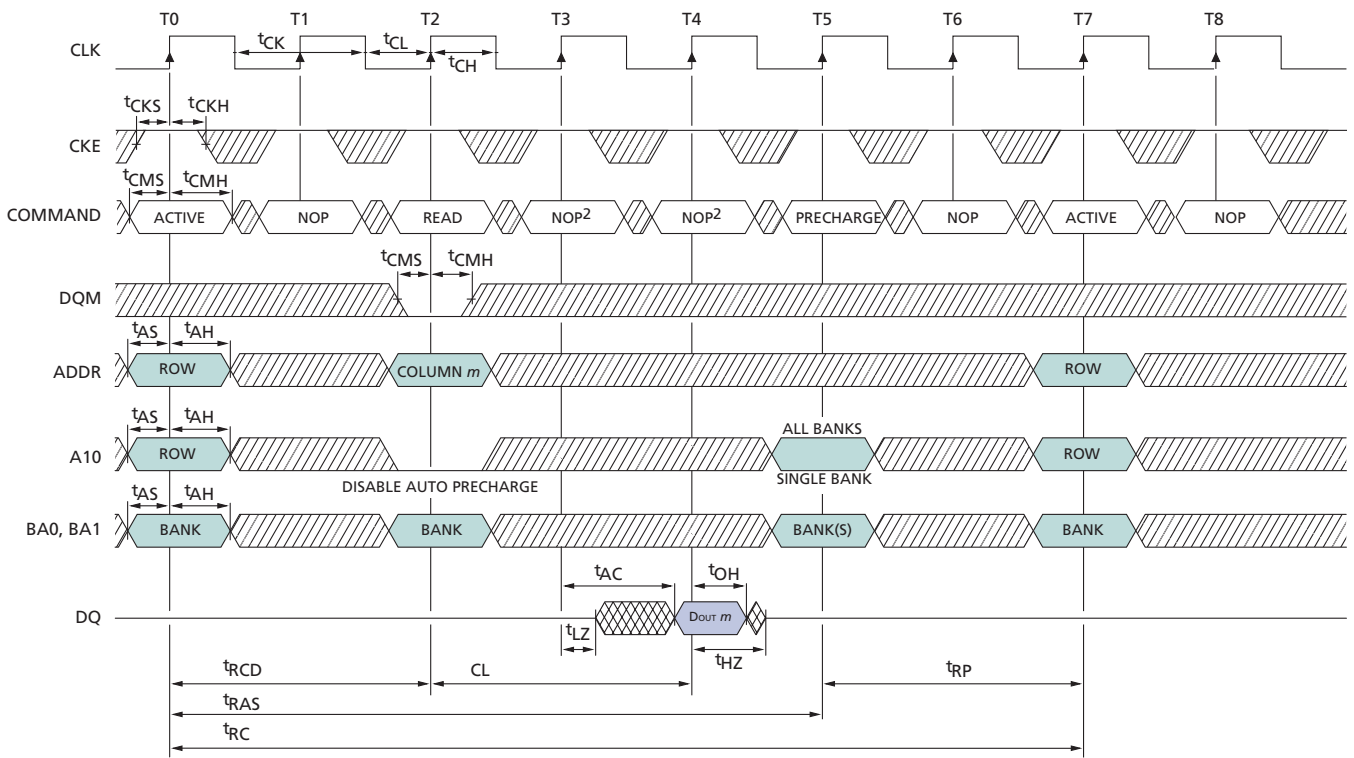 T0 T1 T2 T3 T4 T5 T6 T7 T8
CLK
tCK tCL
tCH
tCKS tCKH
CKE
tCMS tCMH
COMMAND ACTIVE NOP READ NOP2 NOP2 PRECHARGE NOP ACTIVE NOP
tCMS tCMH
DQM
tAS tAH
ADDR ROW COLUMN m ROW
tAS tAH ALL BANKS
A10 ROW ROW
DISABLE AUTO PRECHARGE SINGLE BANK
tAS tAH
BA0, BA1 BANK BANK BANK(S) BANK
tAC tOH
DQ DOUT m
tLZ tHZ
tRCD CL tRP
tRAS
tRC